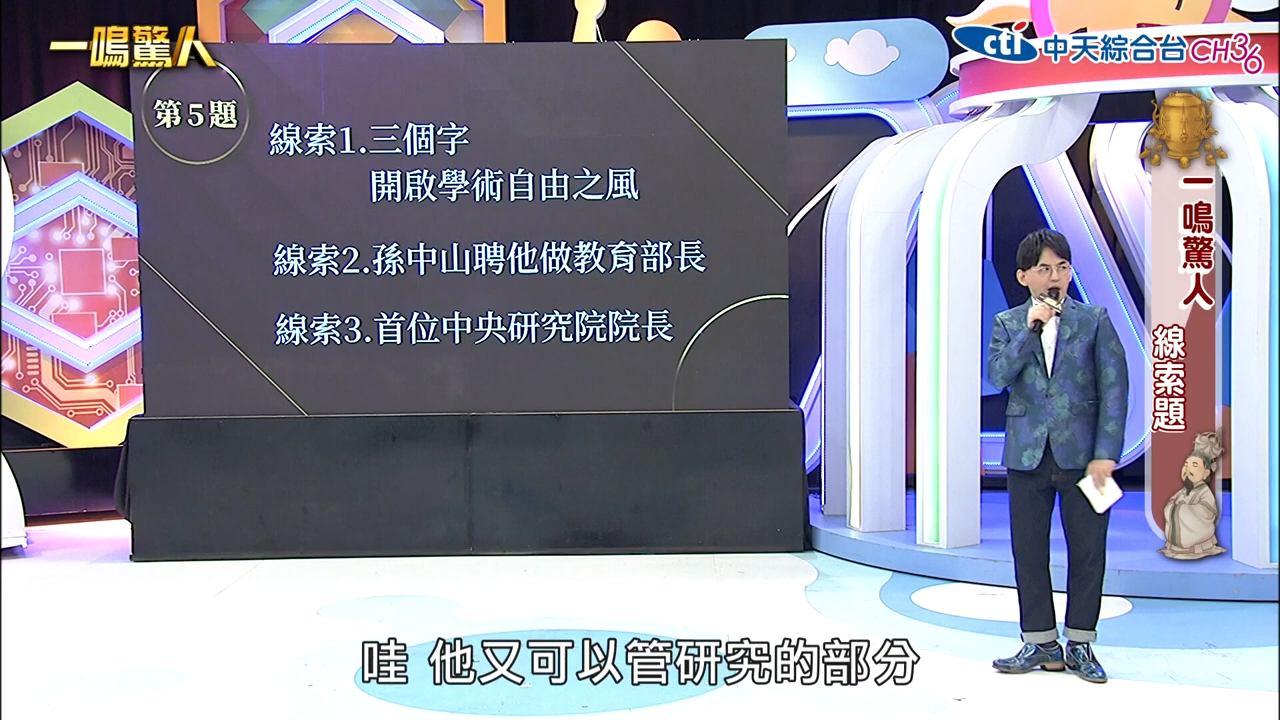 一鳴驚人
cti 中天綜合台 CH36
第5題
線索1.三個字
開啟學術自由之風
線索2.孫中山聘他做教育部長
線索3.首位中央研究院院長
一鳴驚人
線索題
哇 他又可以管研究的部分